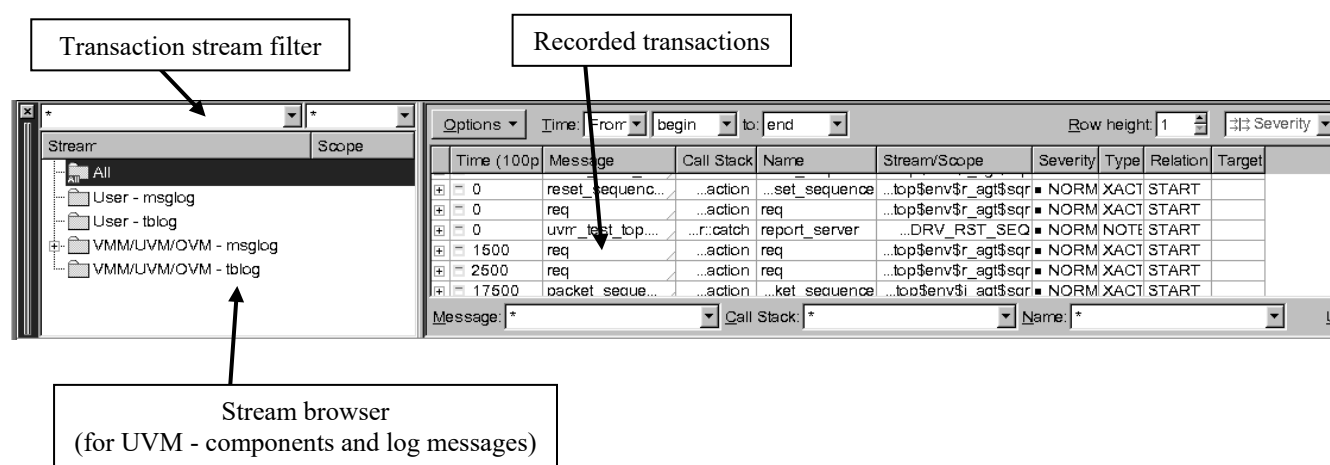 Transaction stream filter
Recorded transactions
* *
Options Time: From begin to: end Row height: 1 Severity
Stream Scope
Time (100p Message Call Stack Name Stream/Scope Severity Type Relation Target
All
User - msglog
User - tblog
VMM/UVM/OVM - msglog
VMM/UVM/OVM - tblog
0 reset_sequenc... ...action ...set_sequence ...top$env$r_agt$sqr NORM XACT START
0 req ...action req ...top$env$r_agt$sqr NORM XACT START
0 uvm_test_top.... ...r::catch report_server ...DRV_RST_SEQ NORM NOTE START
1500 req ...action req ...top$env$r_agt$sqr NORM XACT START
2500 req ...action req ...top$env$r_agt$sqr NORM XACT START
17500 packet_seque... ...action ...ket_sequence ...top$env$i_agt$sqr NORM XACT START
Message: * Call Stack: * Name: *
Stream browser
(for UVM - components and log messages)